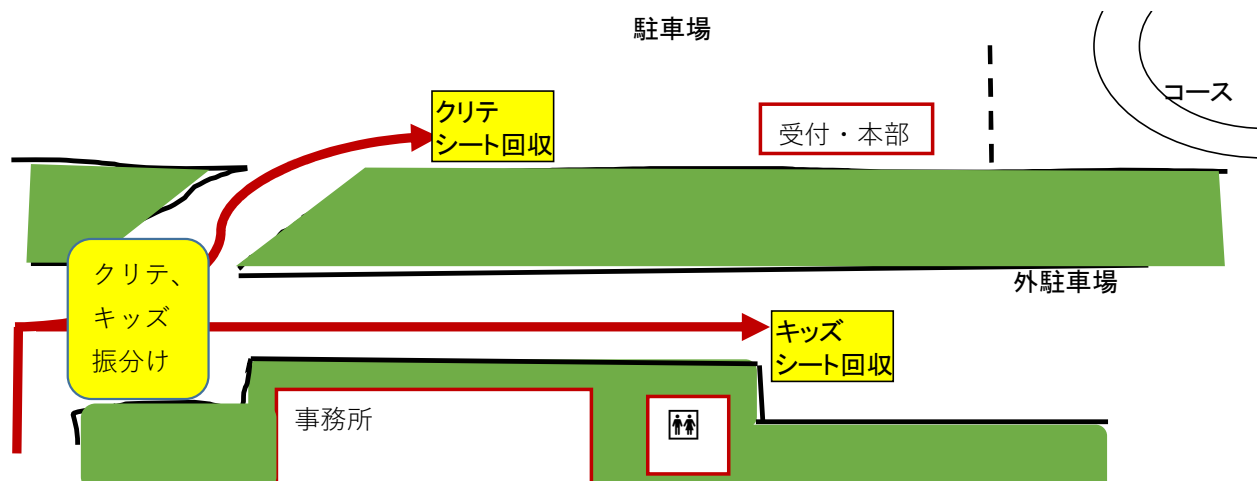 駐車場
コース
クリテ
シート回収
受付・本部
クリテ、
キッズ
振分け
外駐車場
キッズ
シート回収
事務所